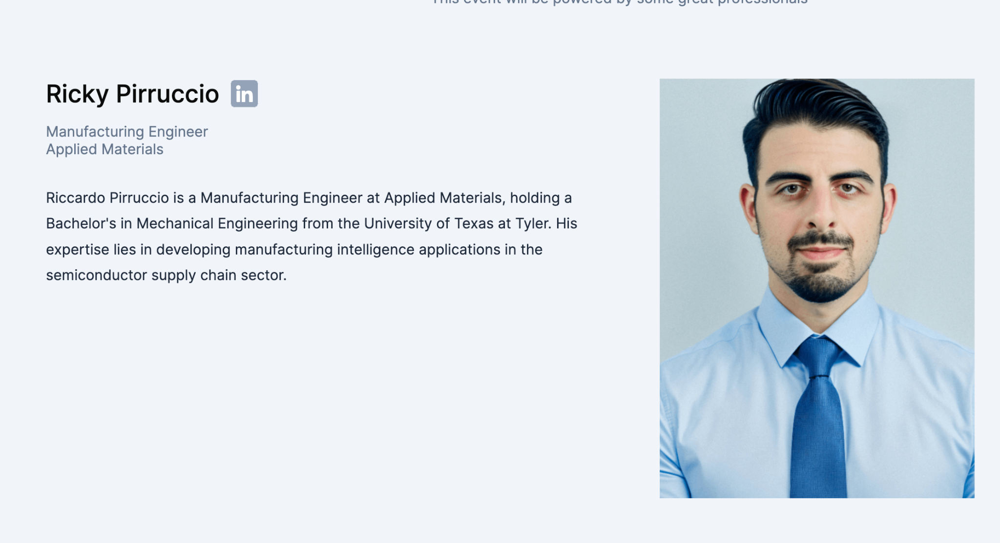 This event will be powered by some great professionals
Ricky Pirruccio in
Manufacturing Engineer
Applied Materials
Riccardo Pirruccio is a Manufacturing Engineer at Applied Materials, holding a
Bachelor's in Mechanical Engineering from the University of Texas at Tyler. His
expertise lies in developing manufacturing intelligence applications in the
semiconductor supply chain sector.